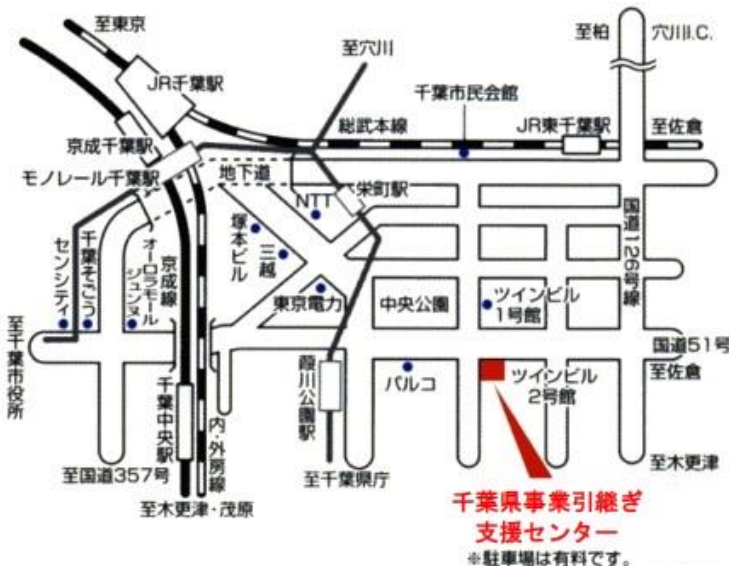 至東京
至穴川
至柏
穴川I.C.
JR千葉駅
千葉市民会館
京成千葉駅
総武本線
JR東千葉駅
至佐倉
モノレール千葉駅
地下道
栄町駅
NTT
塚本ビル
三越
国道126号線
センシティ
千葉そごう
オーロラモール
ジュンヌ
京成線
東京電力
中央公園
ツインビル
1号館
至千葉市役所
国道51号
至佐倉
千葉中央駅
内・外房線
葭川公園駅
パルコ
ツインビル
2号館
至国道357号
至千葉県庁
至木更津
至木更津・茂原
千葉県事業引継ぎ
支援センター
※駐車場は有料です。